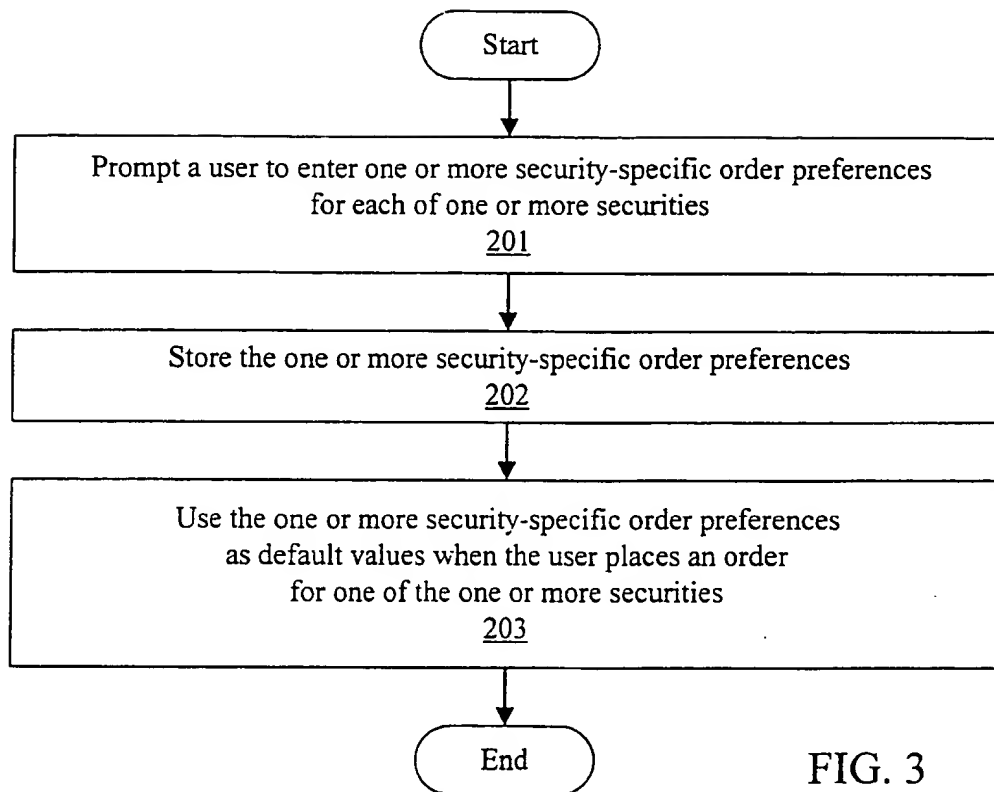 Start
Prompt a user to enter one or more security-specific order preferences
for each of one or more securities
201
Store the one or more security-specific order preferences
202
Use the one or more security-specific order preferences
as default values when the user places an order
for one of the one or more securities
203
End
FIG. 3